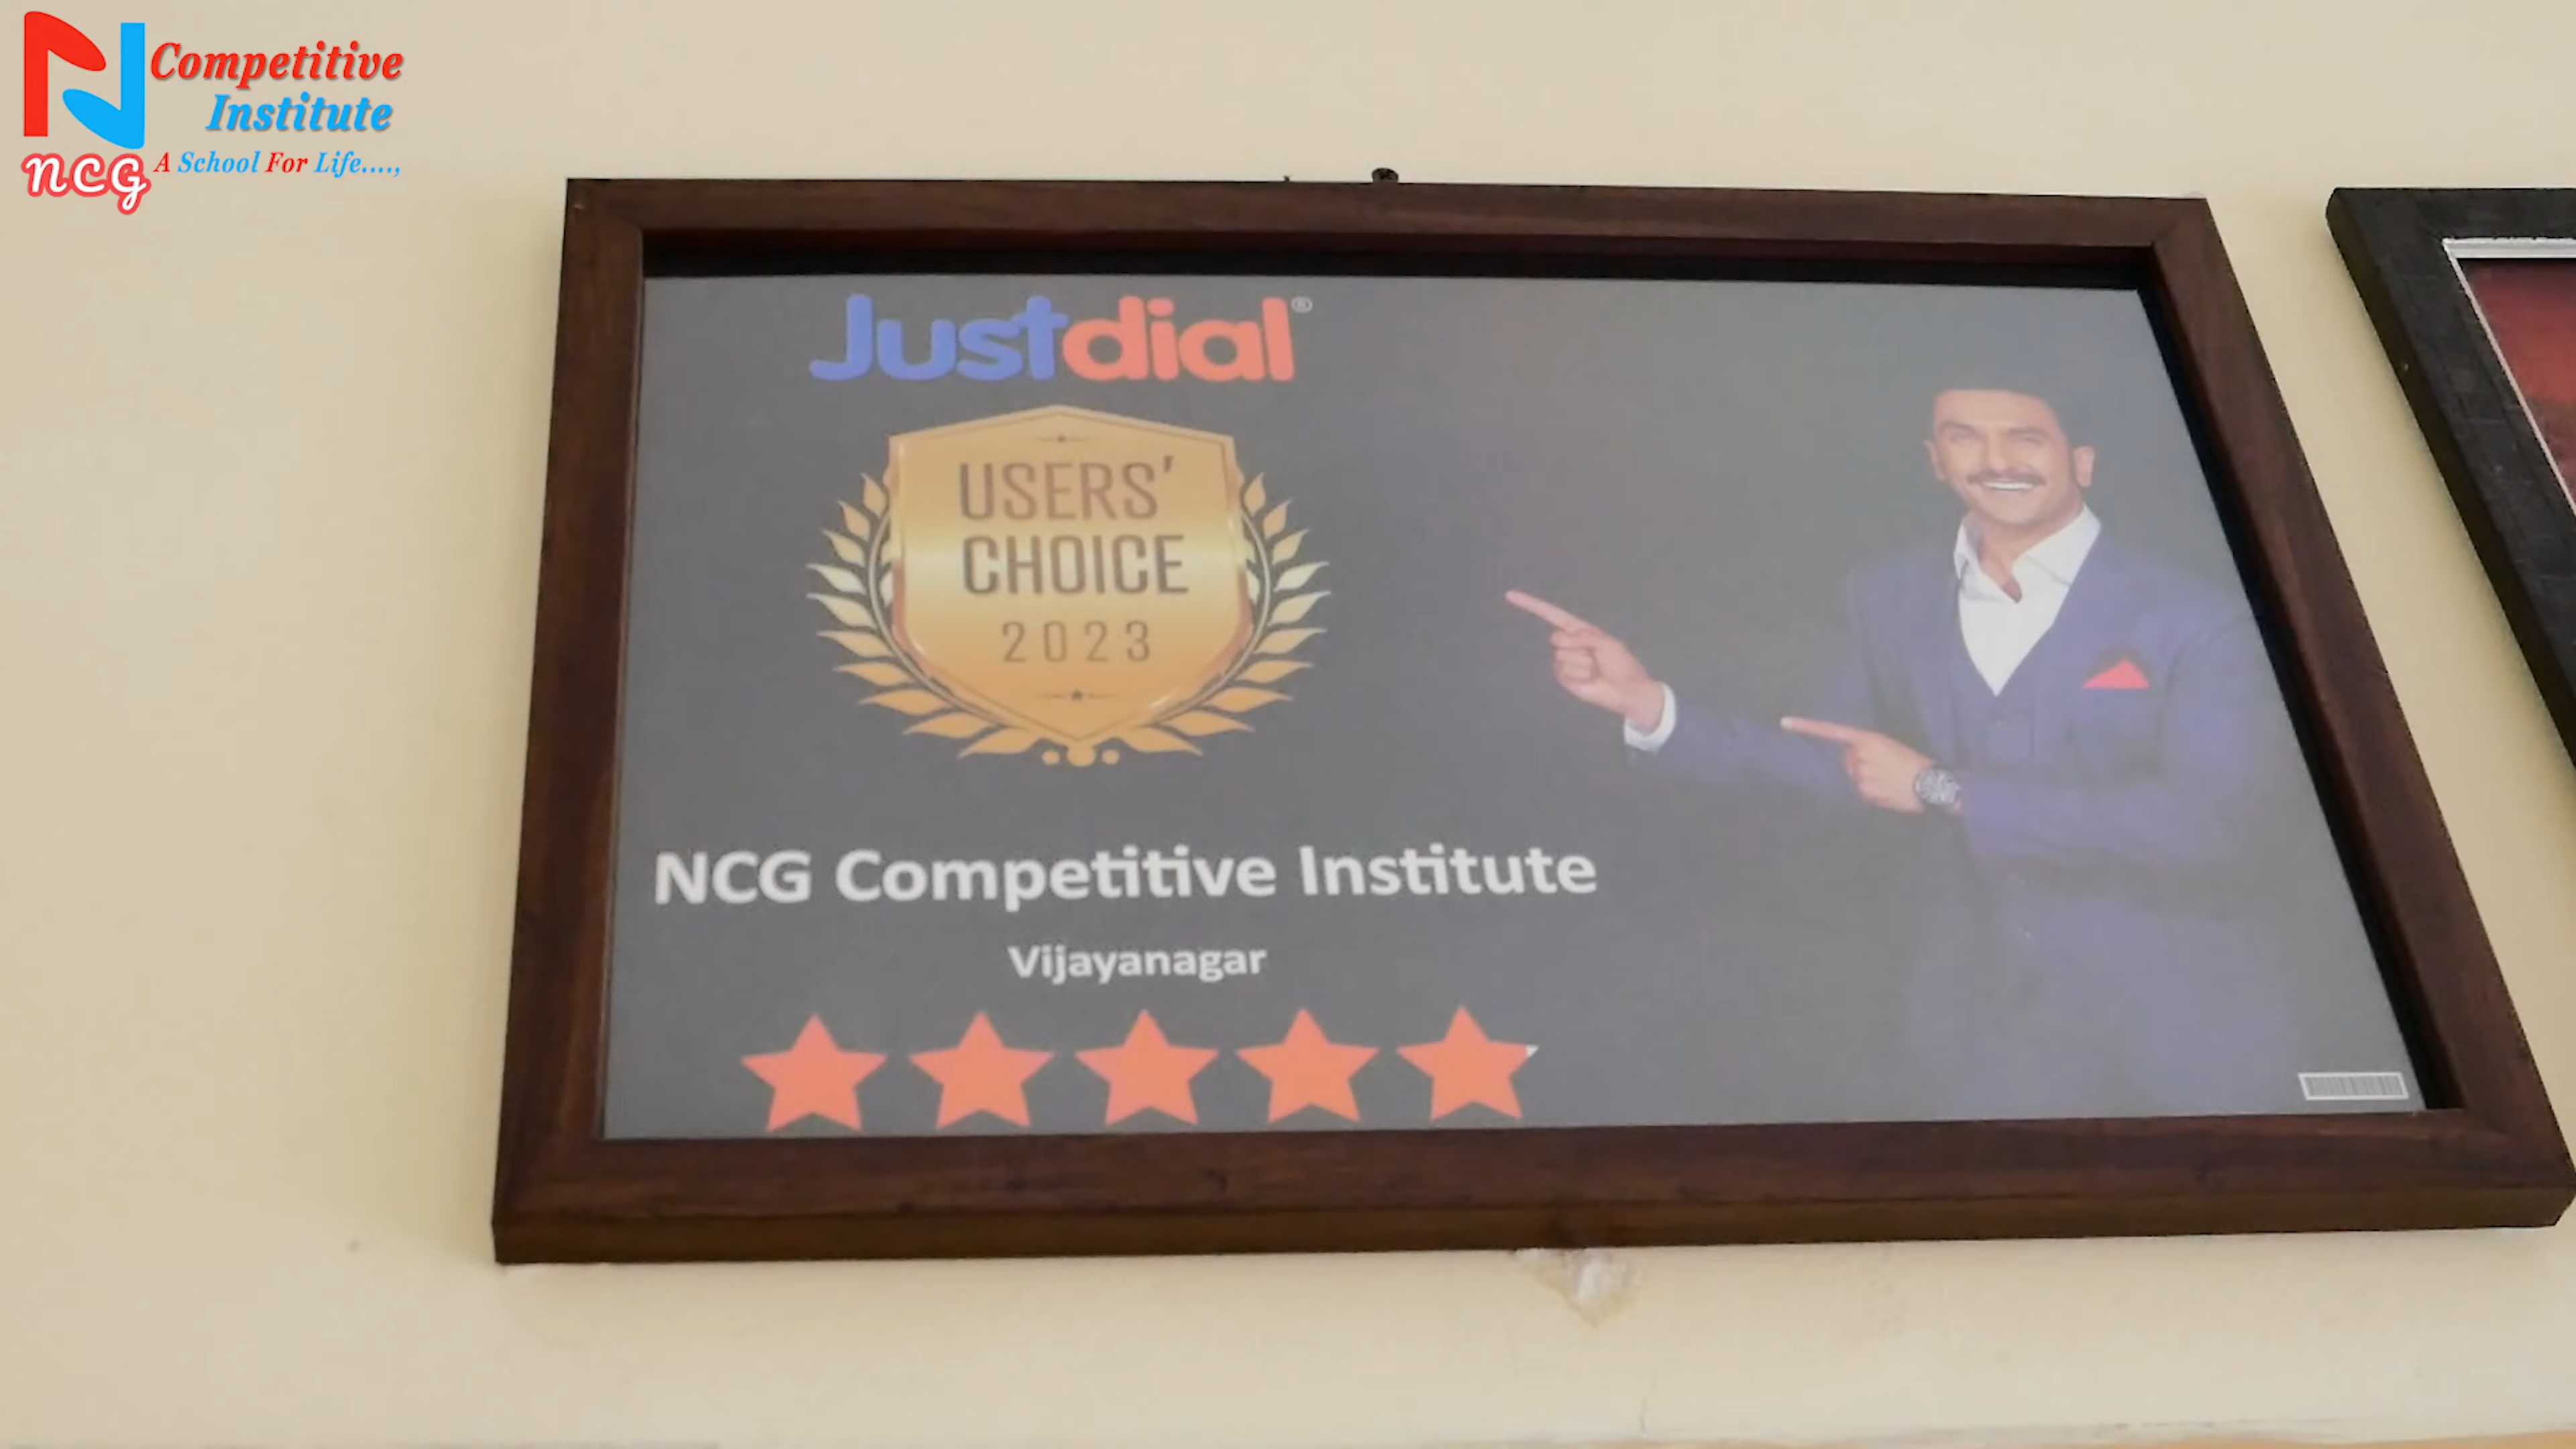 Competitive
Institute
ncg A School For Life....,
Justdial®
USERS'
CHOICE
2023
NCG Competitive Institute
Vijayanagar